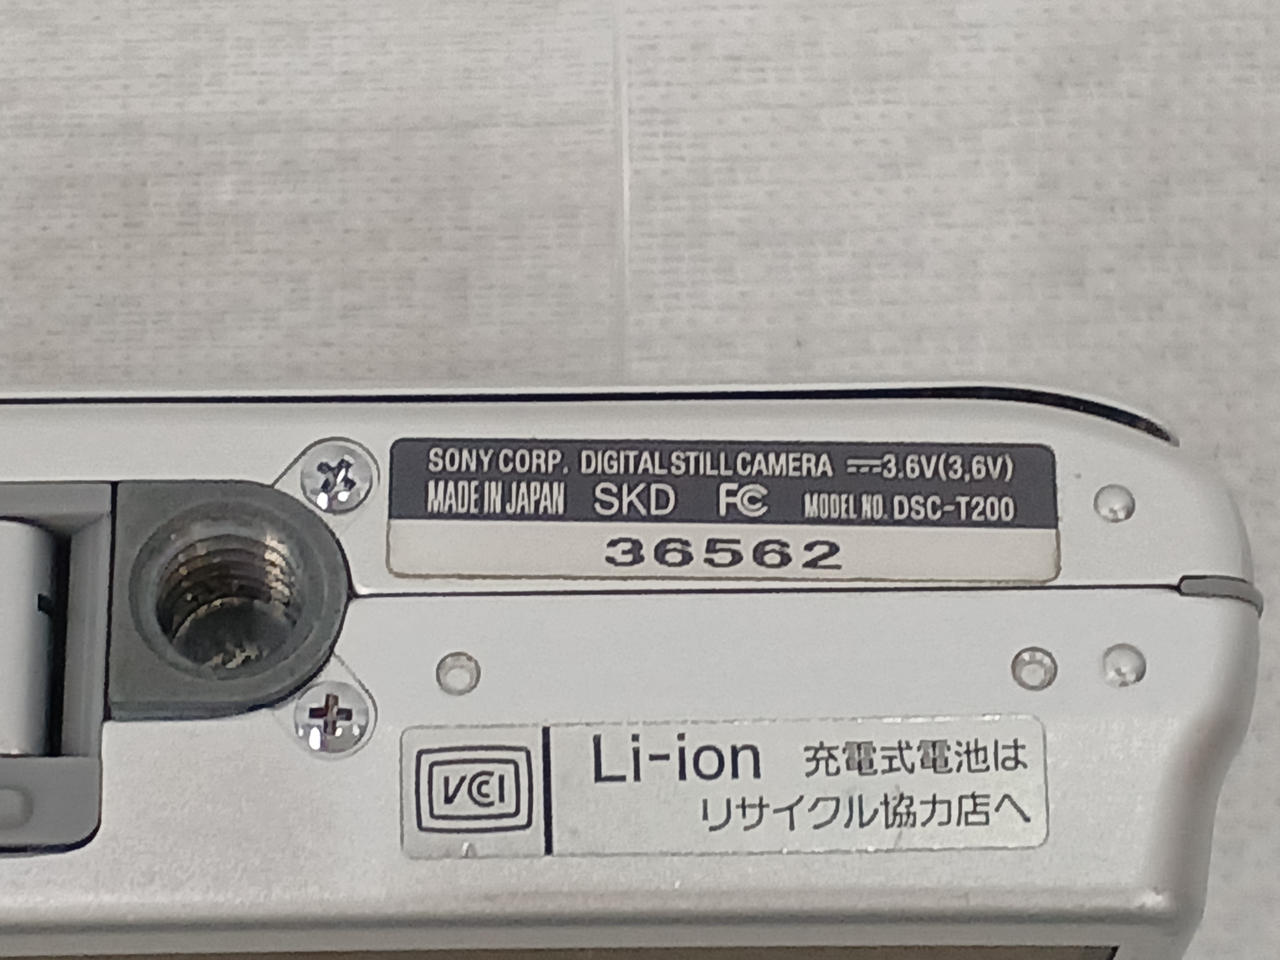 SONY CORP. DIGITAL STILL CAMERA ⎓3.6V(3,6V)
MADE IN JAPAN SKD FC MODEL NO. DSC-T200
36562
VCCI Li-ion 充電式電池は
リサイクル協力店へ